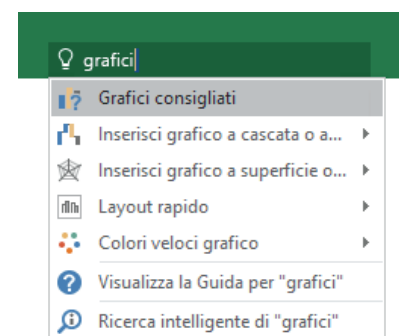 grafici
Grafici consigliati
Inserisci grafico a cascata o a...
Inserisci grafico a superficie o...
Layout rapido
Colori veloci grafico
Visualizza la Guida per "grafici"
Ricerca intelligente di "grafici"